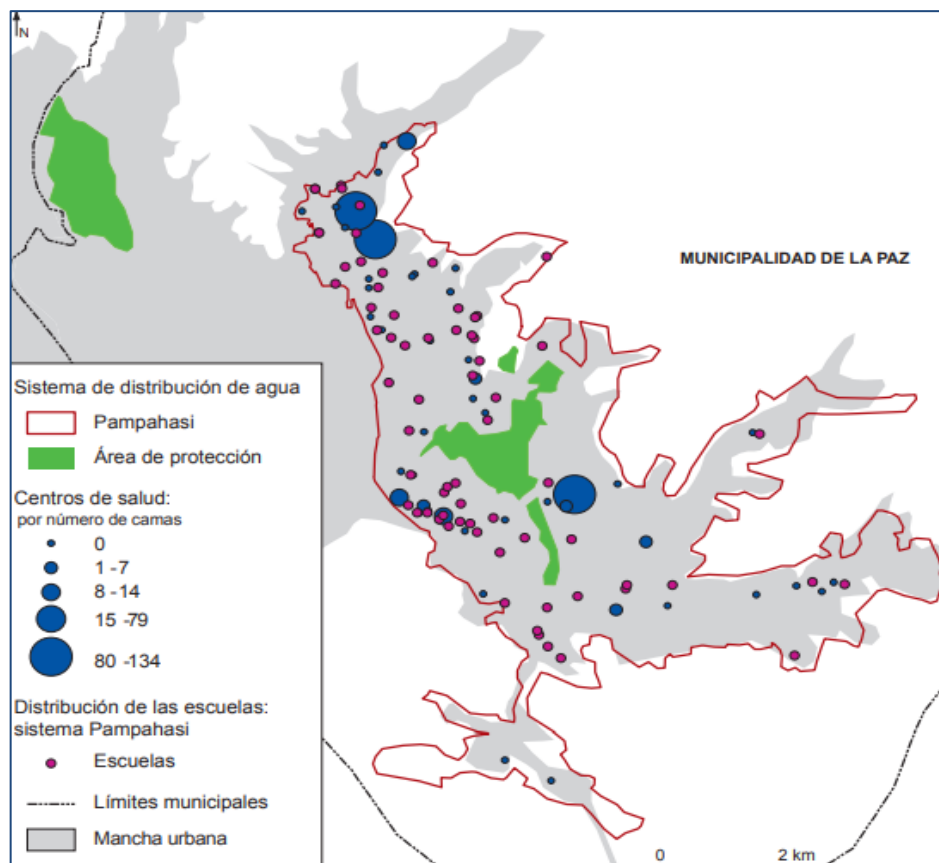 N
MUNICIPALIDAD DE LA PAZ
Sistema de distribución de agua
Pampahasi
Área de protección
Centros de salud:
por número de camas
0
1 -7
8 -14
15 -79
80 -134
Distribución de las escuelas:
sistema Pampahasi
Escuelas
Límites municipales
Mancha urbana
0 2 km